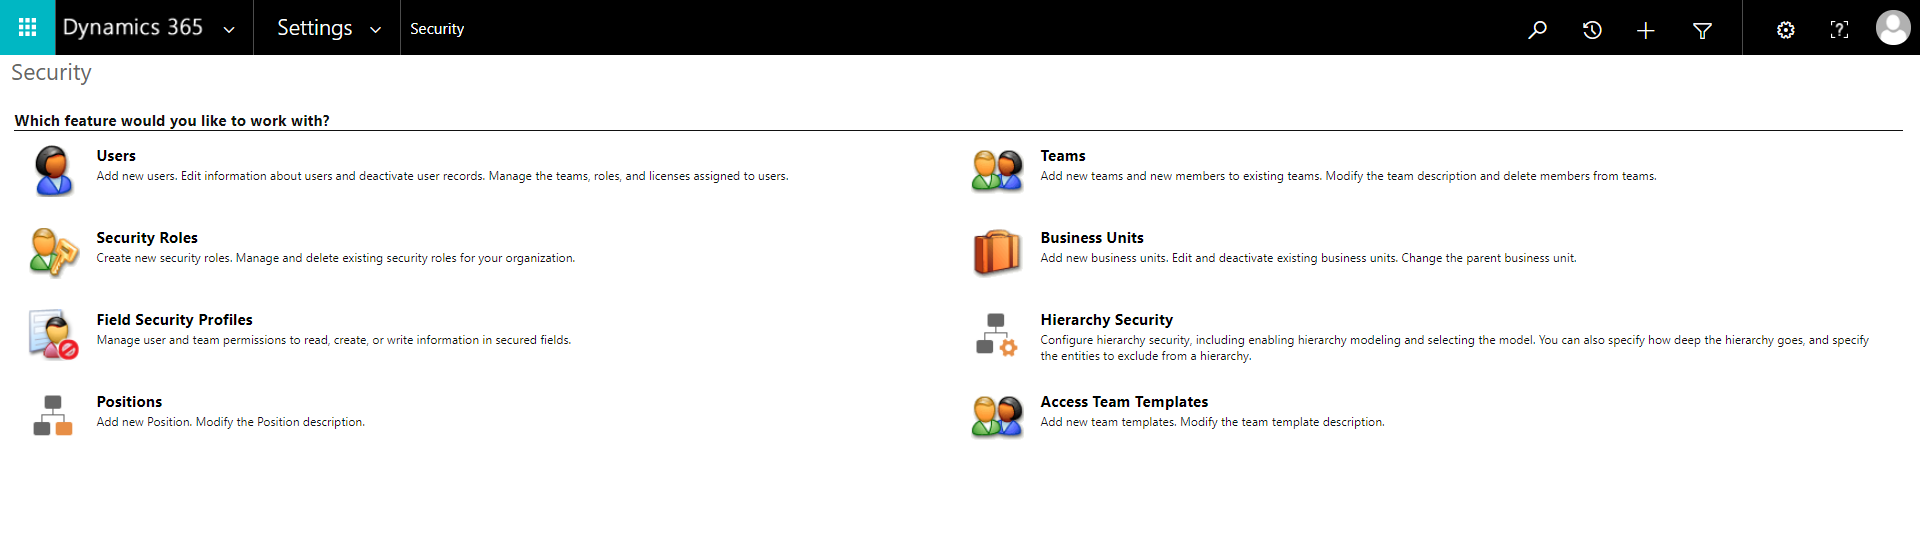 Dynamics 365
Settings
Security
Security
Which feature would you like to work with?
Users
Add new users. Edit information about users and deactivate user records. Manage the teams, roles, and licenses assigned to users.
Teams
Add new teams and new members to existing teams. Modify the team description and delete members from teams.
Security Roles
Create new security roles. Manage and delete existing security roles for your organization.
Business Units
Add new business units. Edit and deactivate existing business units. Change the parent business unit.
Field Security Profiles
Manage user and team permissions to read, create, or write information in secured fields.
Hierarchy Security
Configure hierarchy security, including enabling hierarchy modeling and selecting the model. You can also specify how deep the hierarchy goes, and specify
the entities to exclude from a hierarchy.
Positions
Add new Position. Modify the Position description.
Access Team Templates
Add new team templates. Modify the team template description.